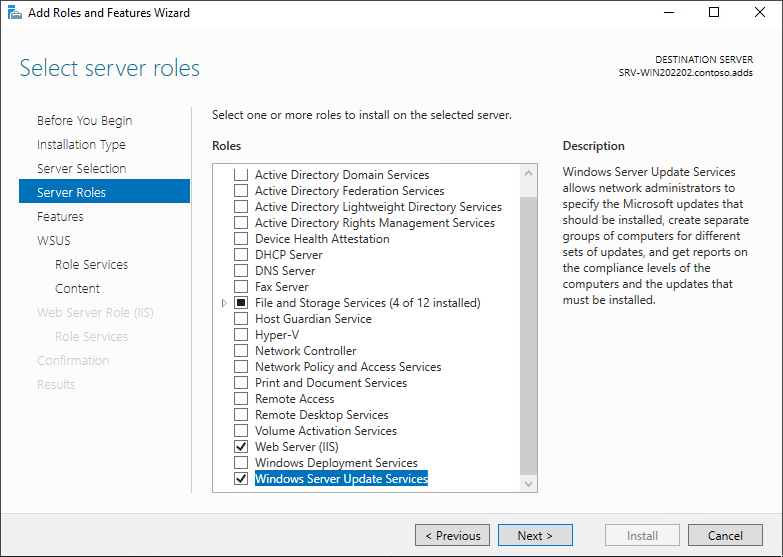 Add Roles and Features Wizard
Select server roles
DESTINATION SERVER
SRV-WIN202202.contoso.adds
Before You Begin
Installation Type
Server Selection
Server Roles
Features
WSUS
Role Services
Content
Web Server Role (IIS)
Role Services
Confirmation
Results
Select one or more roles to install on the selected server.
Roles
Active Directory Domain Services
Active Directory Federation Services
Active Directory Lightweight Directory Services
Active Directory Rights Management Services
Device Health Attestation
DHCP Server
DNS Server
Fax Server
File and Storage Services (4 of 12 installed)
Host Guardian Service
Hyper-V
Network Controller
Network Policy and Access Services
Print and Document Services
Remote Access
Remote Desktop Services
Volume Activation Services
Web Server (IIS)
Windows Deployment Services
Windows Server Update Services
Description
Windows Server Update Services
allows network administrators to
specify the Microsoft updates that
should be installed, create separate
groups of computers for different
sets of updates, and get reports on
the compliance levels of the
computers and the updates that
must be installed.
< Previous
Next >
Install
Cancel